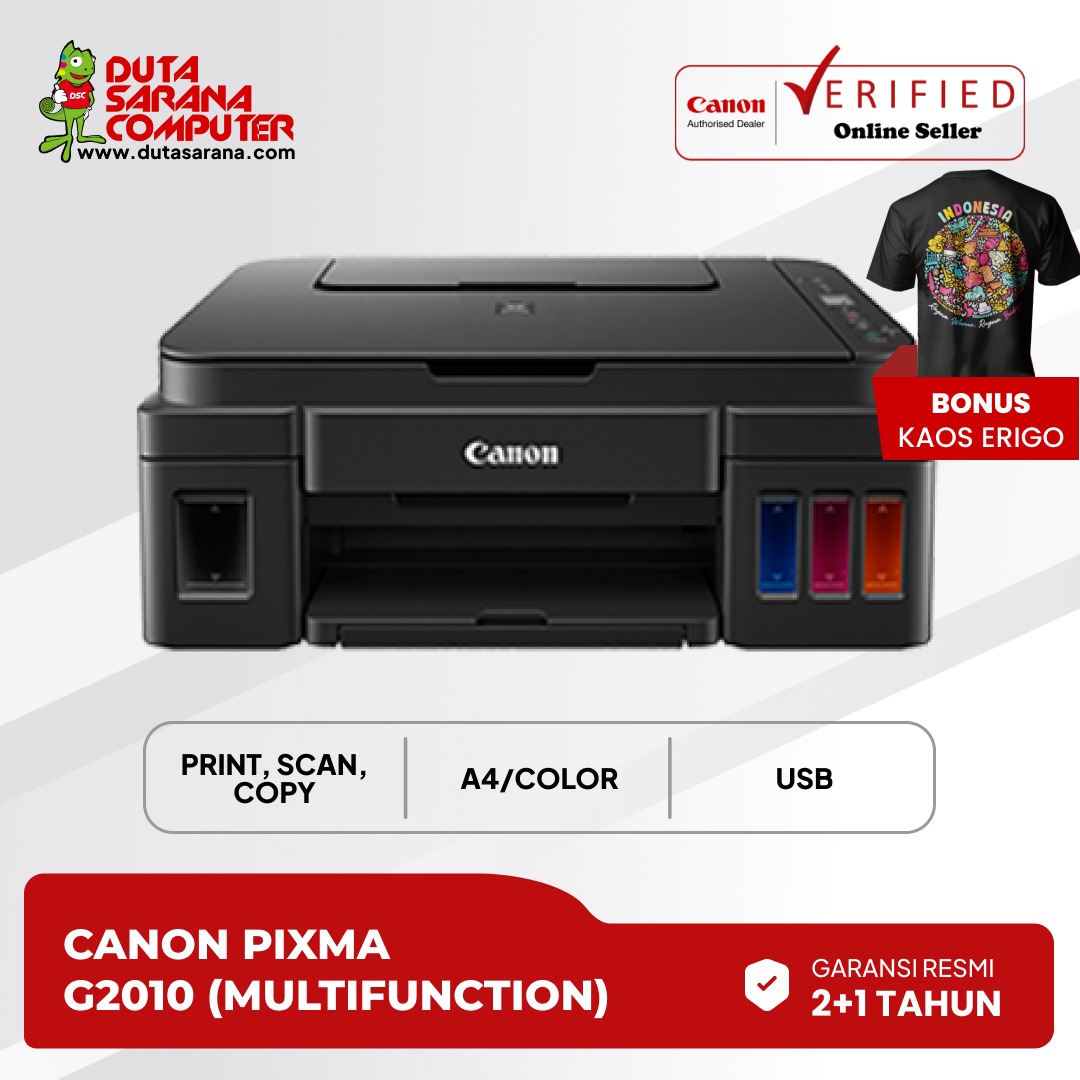 DUTA
SARANA
COMPUTER
DSC
www.dutasarana.com
Canon
Authorised Dealer
VERIFIED
Online Seller
INDONESIA
BONUS
KAOS ERIGO
Canon
PRINT, SCAN,
COPY
A4/COLOR
USB
CANON PIXMA
G2010 (MULTIFUNCTION)
GARANSI RESMI
2+1 TAHUN